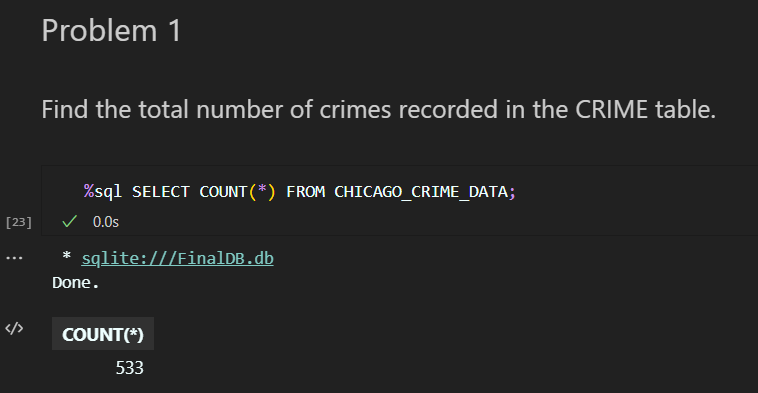 Problem 1
Find the total number of crimes recorded in the CRIME table.
%sql SELECT COUNT(*) FROM CHICAGO_CRIME_DATA;
[23] ✓ 0.0s
... * sqlite:///FinalDB.db
Done.
</> COUNT(*)
533